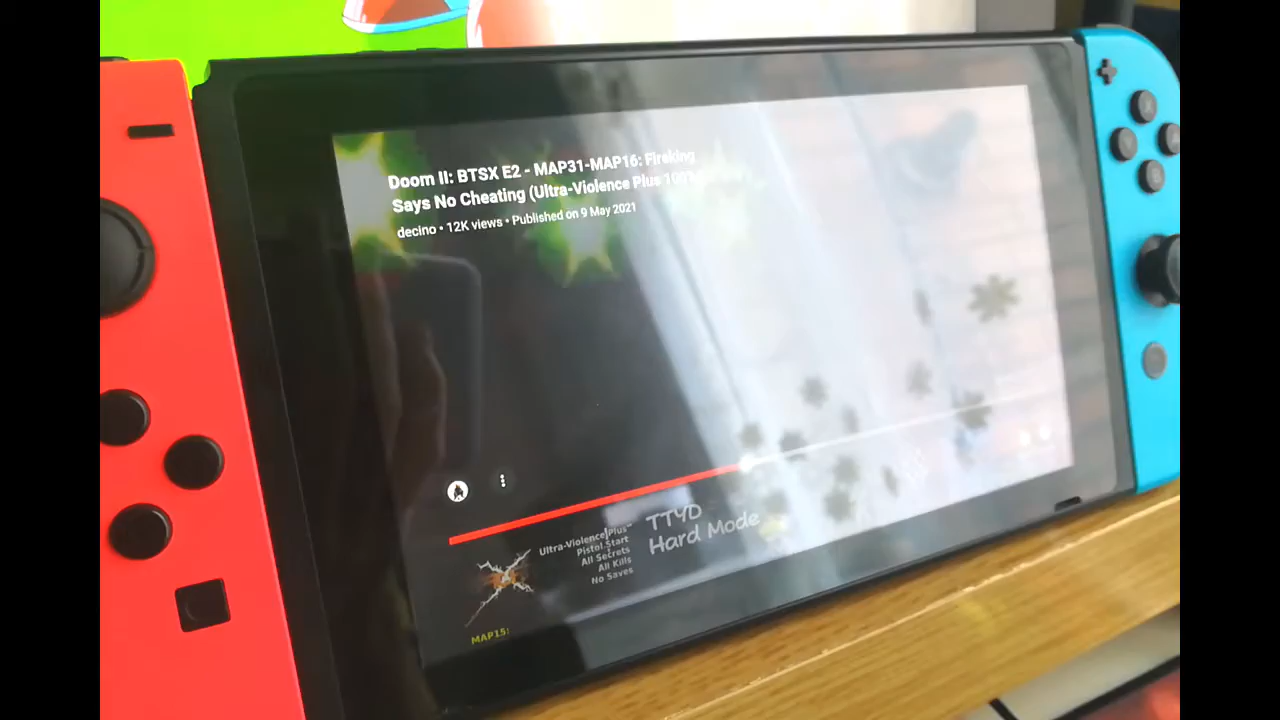 Doom II: BTSX E2 - MAP31-MAP16: Fireking
Says No Cheating (Ultra-Violence Plus 100%
decino • 12K views • Published on 9 May 2021
Ultra-Violence Plus
Pistol Start
All Secrets
All Kills
No Saves
TTYD
Hard Mode
MAP15: